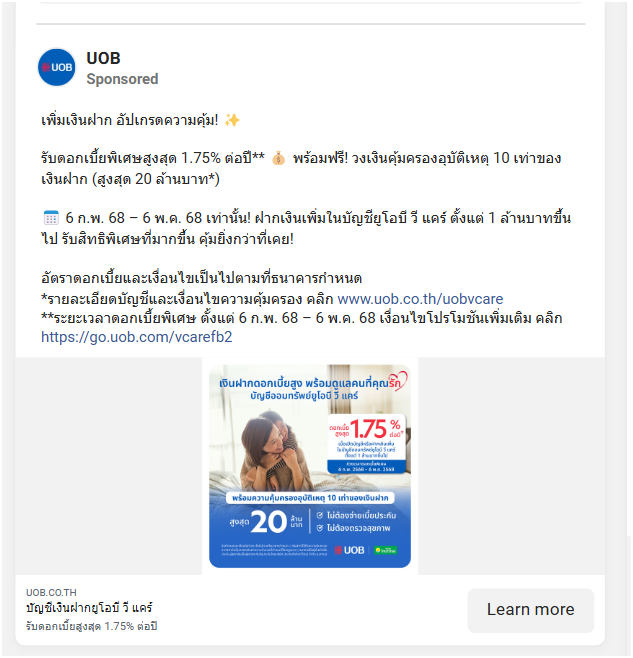 UOB
UOB
Sponsored
เพิ่มเงินฝาก อัปเกรดความคุ้ม! ✨
รับดอกเบี้ยพิเศษสูงสุด 1.75% ต่อปี** 💰 พร้อมฟรี! วงเงินคุ้มครองอุบัติเหตุ 10 เท่าของ
เงินฝาก (สูงสุด 20 ล้านบาท*)
🗓️ 6 ก.พ. 68 – 6 พ.ค. 68 เท่านั้น! ฝากเงินเพิ่มในบัญชียูโอบี วี แคร์ ตั้งแต่ 1 ล้านบาทขึ้น
ไป รับสิทธิพิเศษที่มากขึ้น คุ้มยิ่งกว่าที่เคย!
อัตราดอกเบี้ยและเงื่อนไขเป็นไปตามที่ธนาคารกำหนด
*รายละเอียดบัญชีและเงื่อนไขความคุ้มครอง คลิก www.uob.co.th/uobvcare
**ระยะเวลาดอกเบี้ยพิเศษ ตั้งแต่ 6 ก.พ. 68 – 6 พ.ค. 68 เงื่อนไขโปรโมชันเพิ่มเติม คลิก
https://go.uob.com/vcarefb2
เงินฝากดอกเบี้ยสูง พร้อมดูแลคนที่คุณรัก
บัญชีออมทรัพย์ยูโอบี วี แคร์
ดอกเบี้ย
สูงสุด 1.75% ต่อปี*
6 ก.พ. 2568 - 6 พ.ค. 2568
พร้อมความคุ้มครองอุบัติเหตุ 10 เท่าของเงินฝาก
สูงสุด 20 ล้านบาท
ไม่ต้องจ่ายเบี้ยประกัน
ไม่ต้องตรวจสุขภาพ
UOB
UOB.CO.TH
บัญชีเงินฝากยูโอบี วี แคร์
รับดอกเบี้ยสูงสุด 1.75% ต่อปี
Learn more